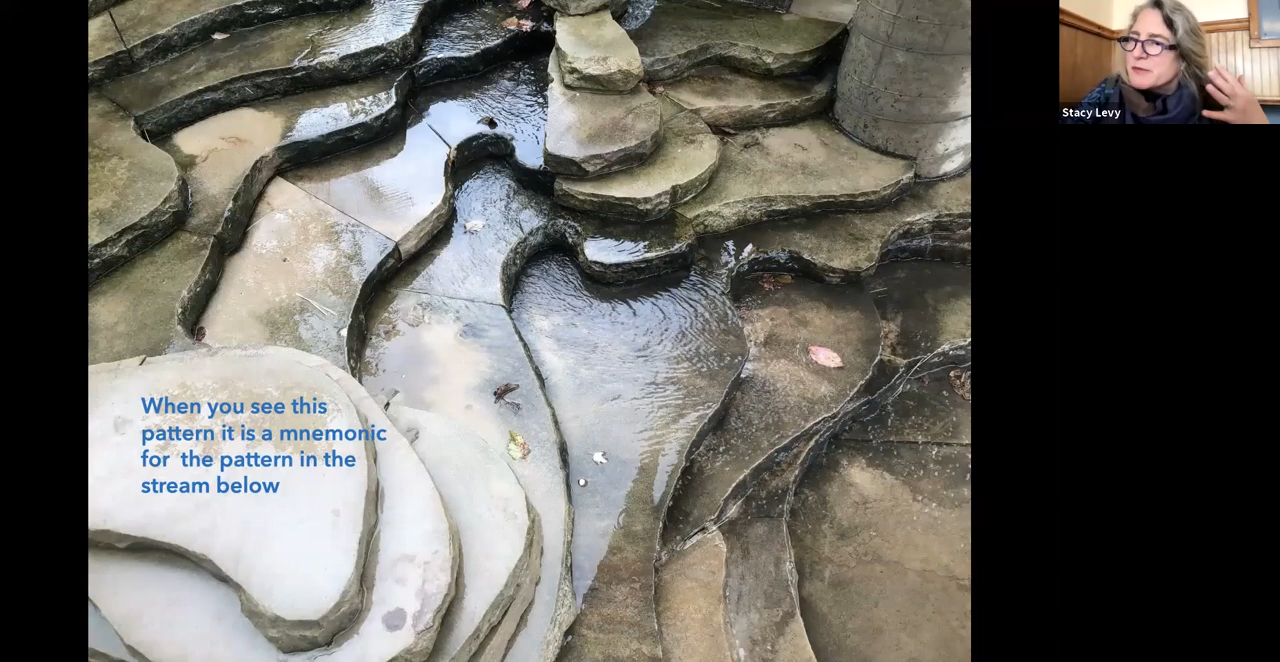 Stacy Levy
When you see this
pattern it is a mnemonic
for the pattern in the
stream below